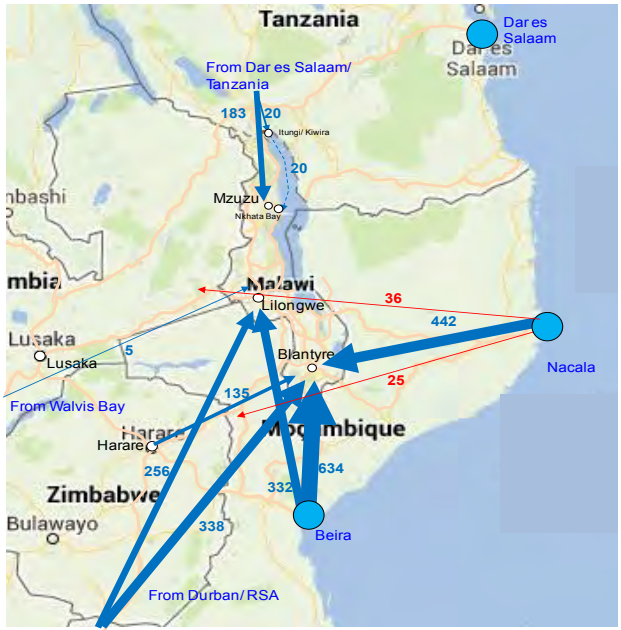 Tanzania
Dar es
Salaam
Dar es
Salaam
From Dar es Salaam/
Tanzania
183
20
Itungi/ Kiwira
20
Mzuzu
Nkhata Bay
mbashi
mbia
Malawi
Lilongwe
36
442
Nacala
Lusaka
Lusaka
5
Blantyre
25
135
From Walvis Bay
Moçambique
Harare
Harare
256
332
634
Zimbabwe
338
Beira
Bulawayo
From Durban/ RSA